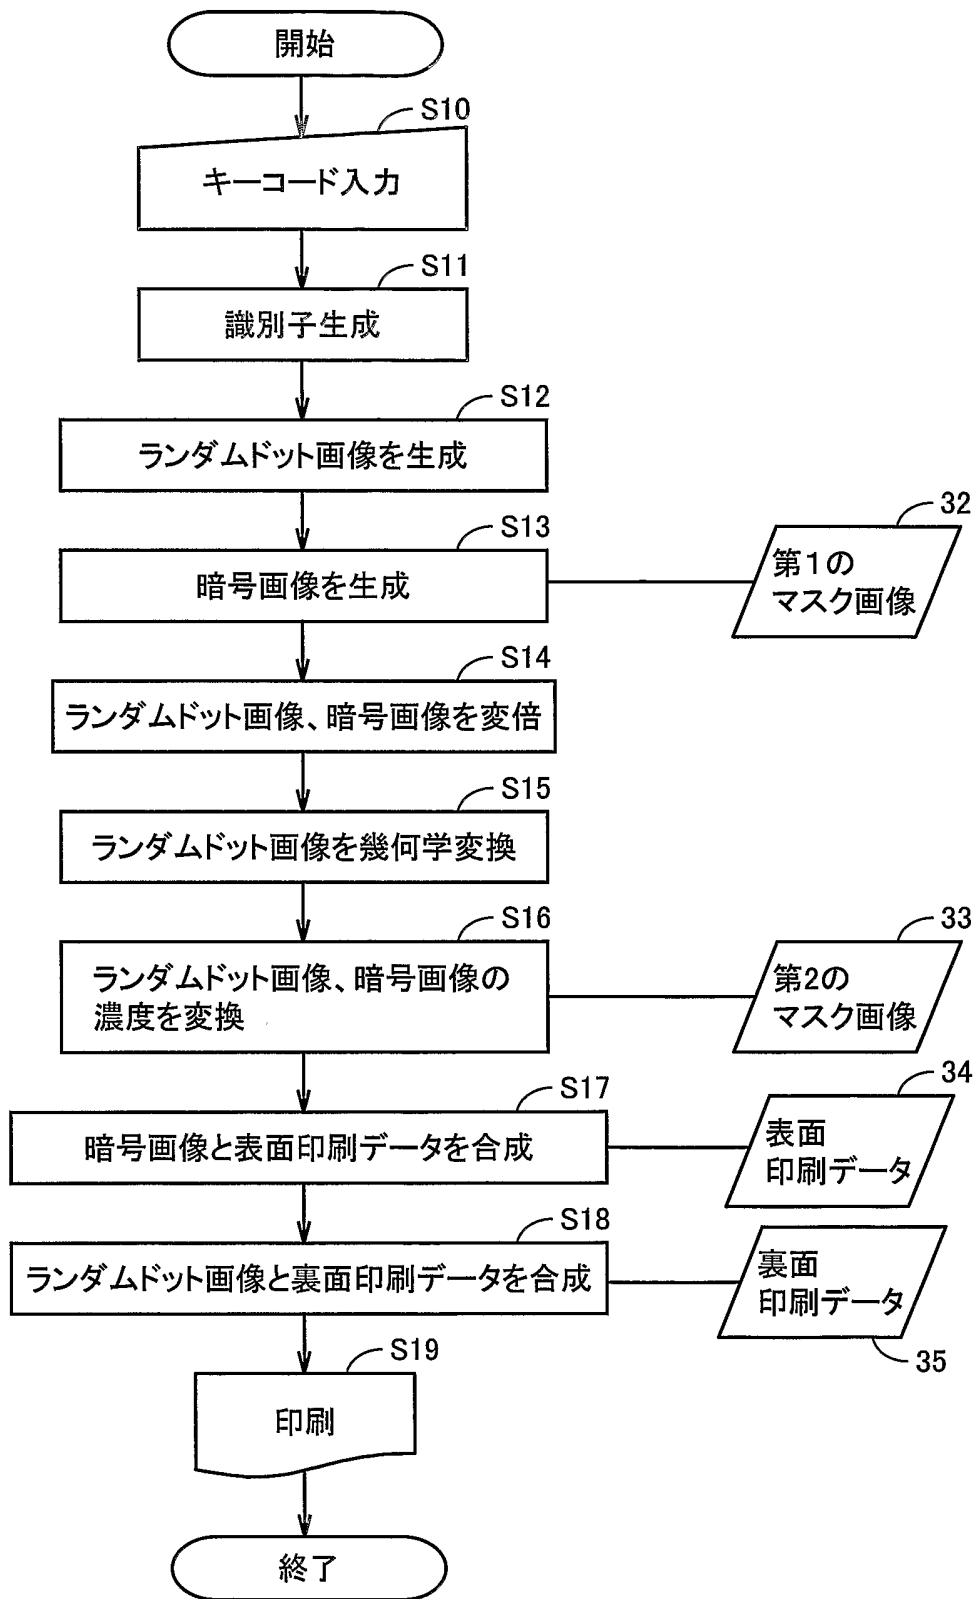 開始
S10
キーコード入力
S11
識別子生成
S12
ランダムドット画像を生成
S13
暗号画像を生成
32
第1の
マスク画像
S14
ランダムドット画像、暗号画像を変倍
S15
ランダムドット画像を幾何学変換
S16
ランダムドット画像、暗号画像の
濃度を変換
33
第2の
マスク画像
S17
暗号画像と表面印刷データを合成
34
表面
印刷データ
S18
ランダムドット画像と裏面印刷データを合成
裏面
印刷データ
35
S19
印刷
終了